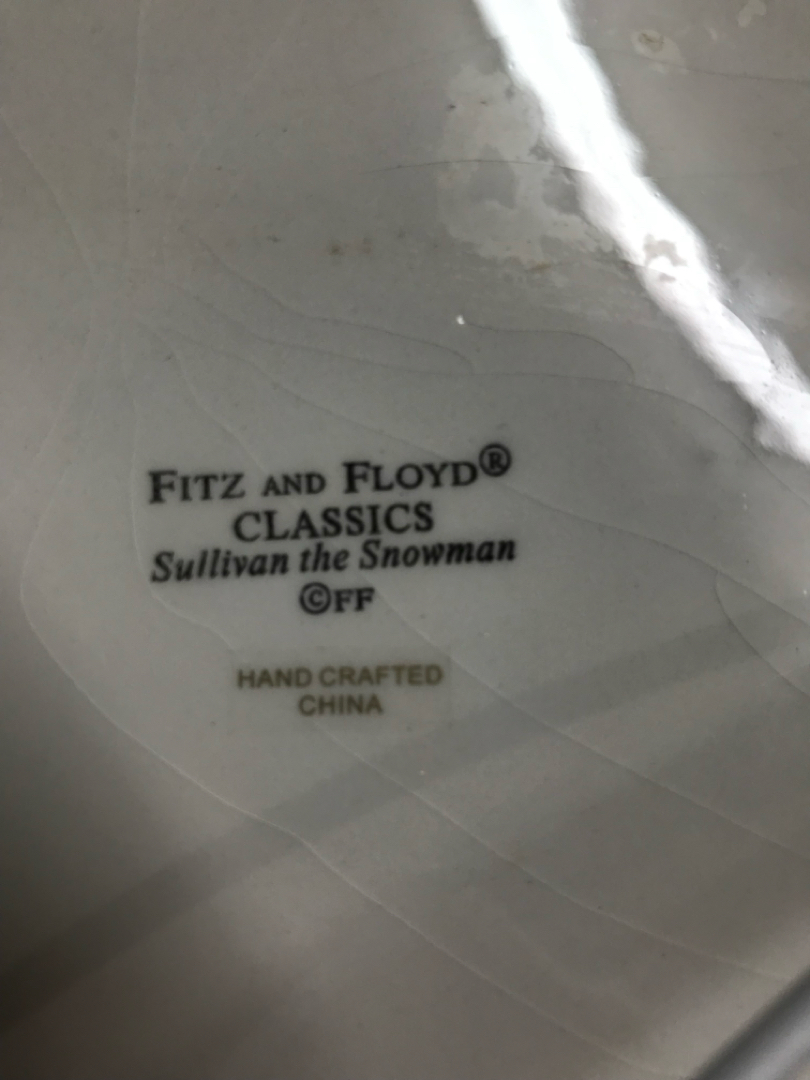 FITZ AND FLOYD®
CLASSICS
Sullivan the Snowman
©FF
HAND CRAFTED
CHINA